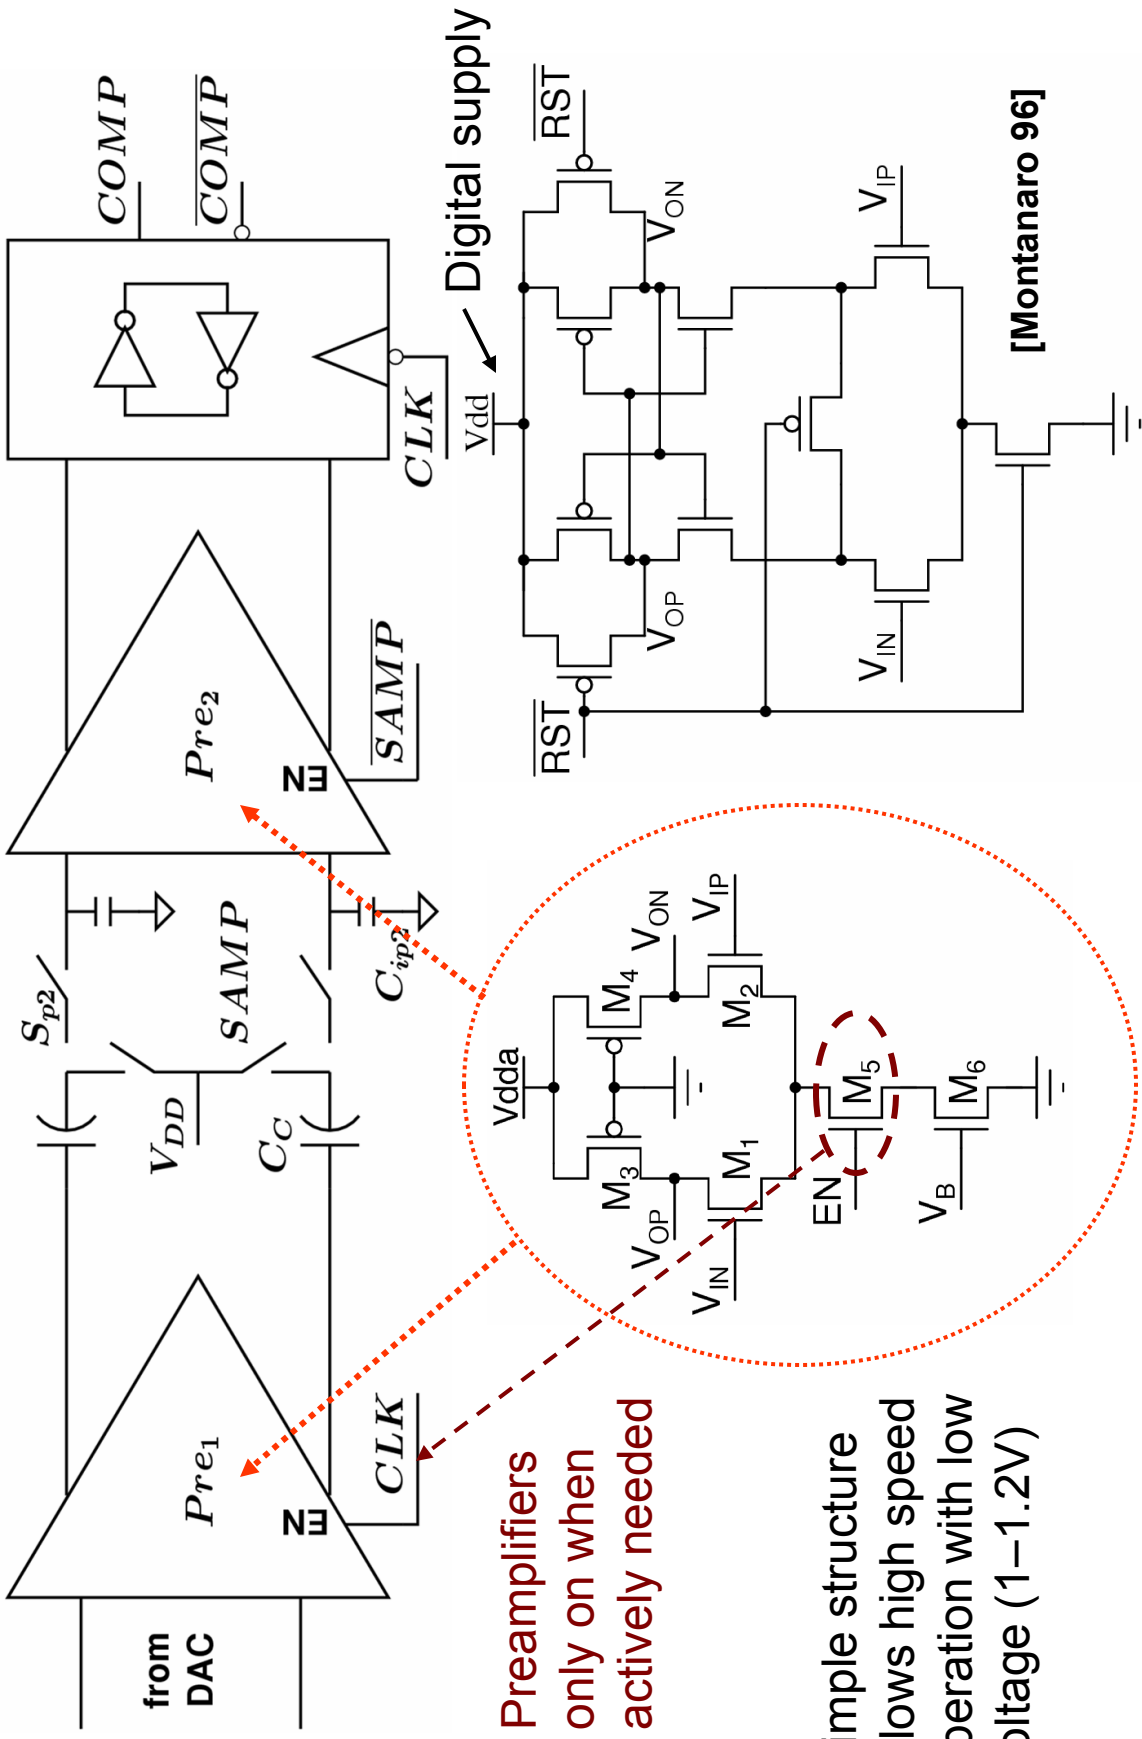 from
DAC
Pre1
EN
CLK
CC
VDD
Sp2
SAMP
Cip2
Pre2
EN
SAMP
CLK
COMP
COMP
Preamplifiers
only on when
actively needed
imple structure
lows high speed
peration with low
oltage (1–1.2V)
Vdda
M3
M4
VOP
VON
VIN
M1
M2
VIP
EN
M5
VB
M6
Digital supply
Vdd
RST
RST
VOP
VON
VIN
VIP
[Montanaro 96]